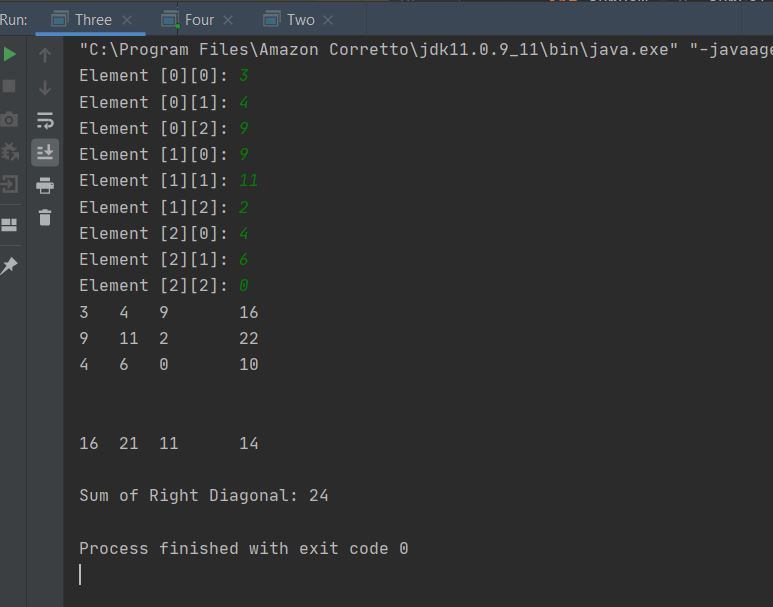 Run: Three × Four × Two ×
"C:\Program Files\Amazon Corretto\jdk11.0.9_11\bin\java.exe" "-javaage
Element [0][0]: 3
Element [0][1]: 4
Element [0][2]: 9
Element [1][0]: 9
Element [1][1]: 11
Element [1][2]: 2
Element [2][0]: 4
Element [2][1]: 6
Element [2][2]: 0
3 4 9 16
9 11 2 22
4 6 0 10
16 21 11 14
Sum of Right Diagonal: 24
Process finished with exit code 0